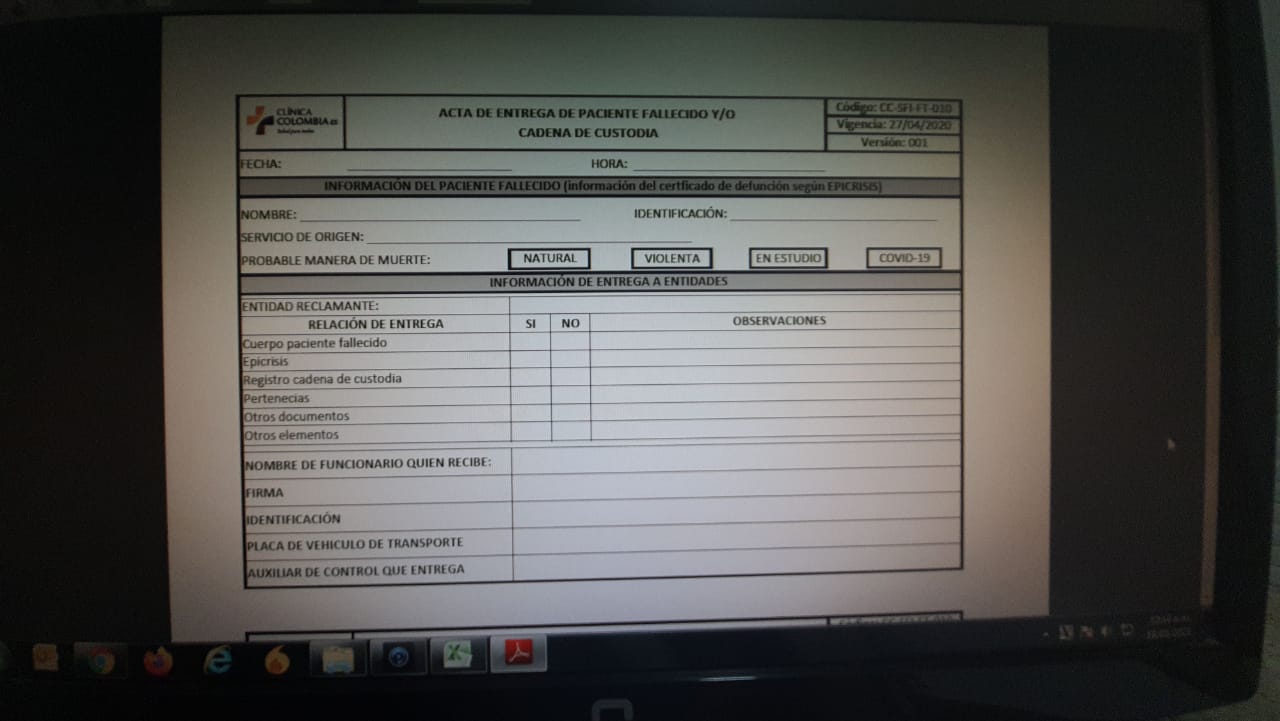 CLÍNICA
COLOMBIA ES
Salud para todos
ACTA DE ENTREGA DE PACIENTE FALLECIDO Y/O
CADENA DE CUSTODIA
Código: CC-SFI-FT-010
Vigencia: 27/04/2020
Versión: 001
FECHA: HORA:
INFORMACIÓN DEL PACIENTE FALLECIDO (información del certficado de defunción según EPICRISIS)
NOMBRE: IDENTIFICACIÓN:
SERVICIO DE ORIGEN:
PROBABLE MANERA DE MUERTE: NATURAL VIOLENTA EN ESTUDIO COVID-19
INFORMACIÓN DE ENTREGA A ENTIDADES
ENTIDAD RECLAMANTE:
RELACIÓN DE ENTREGA SI NO OBSERVACIONES
Cuerpo paciente fallecido
Epicrisis
Registro cadena de custodia
Pertenecias
Otros documentos
Otros elementos
NOMBRE DE FUNCIONARIO QUIEN RECIBE:
FIRMA
IDENTIFICACIÓN
PLACA DE VEHICULO DE TRANSPORTE
AUXILIAR DE CONTROL QUE ENTREGA